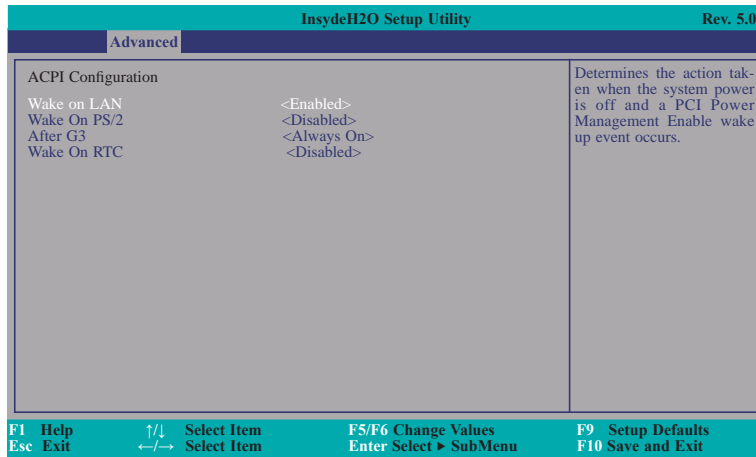 InsydeH2O Setup Utility Rev. 5.0
Advanced
ACPI Configuration
Wake on LAN <Enabled>
Wake On PS/2 <Disabled>
After G3 <Always On>
Wake On RTC <Disabled>
Determines the action tak-
en when the system power
is off and a PCI Power
Management Enable wake
up event occurs.
F1 Help ↑/↓ Select Item F5/F6 Change Values F9 Setup Defaults
Esc Exit ←/→ Select Item Enter Select ► SubMenu F10 Save and Exit